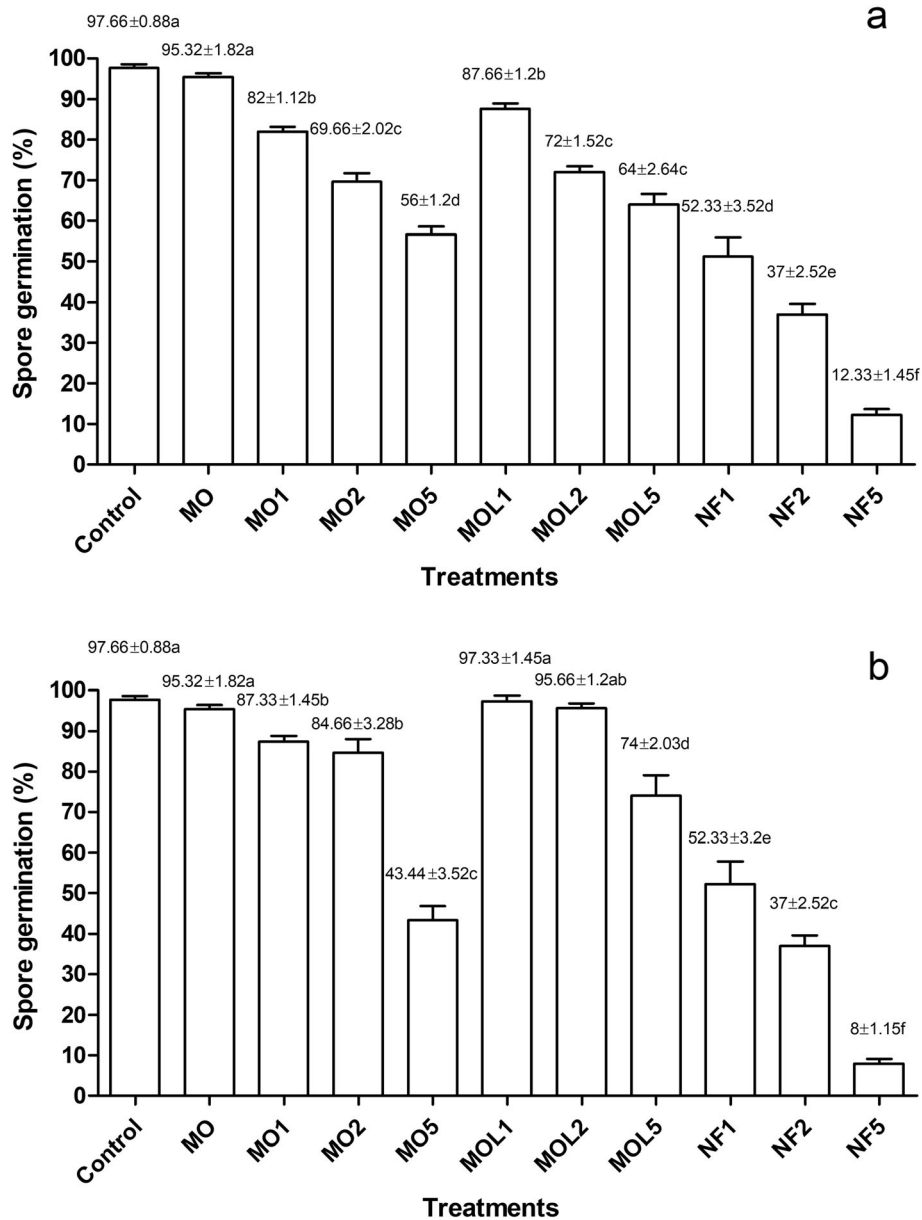 a
97.66±0.88a
95.32±1.82a
82±1.12b
69.66±2.02c
56±1.2d
87.66±1.2b
72±1.52c
64±2.64c
52.33±3.52d
37±2.52e
12.33±1.45f
Spore germination (%)
100
90
80
70
60
50
40
30
20
10
0
Control
MO
MO1
MO2
MO5
MOL1
MOL2
MOL5
NF1
NF2
NF5
Treatments
b
97.66±0.88a
95.32±1.82a
87.33±1.45b
84.66±3.28b
43.44±3.52c
97.33±1.45a
95.66±1.2ab
74±2.03d
52.33±3.2e
37±2.52c
8±1.15f
Spore germination (%)
100
90
80
70
60
50
40
30
20
10
0
Control
MO
MO1
MO2
MO5
MOL1
MOL2
MOL5
NF1
NF2
NF5
Treatments